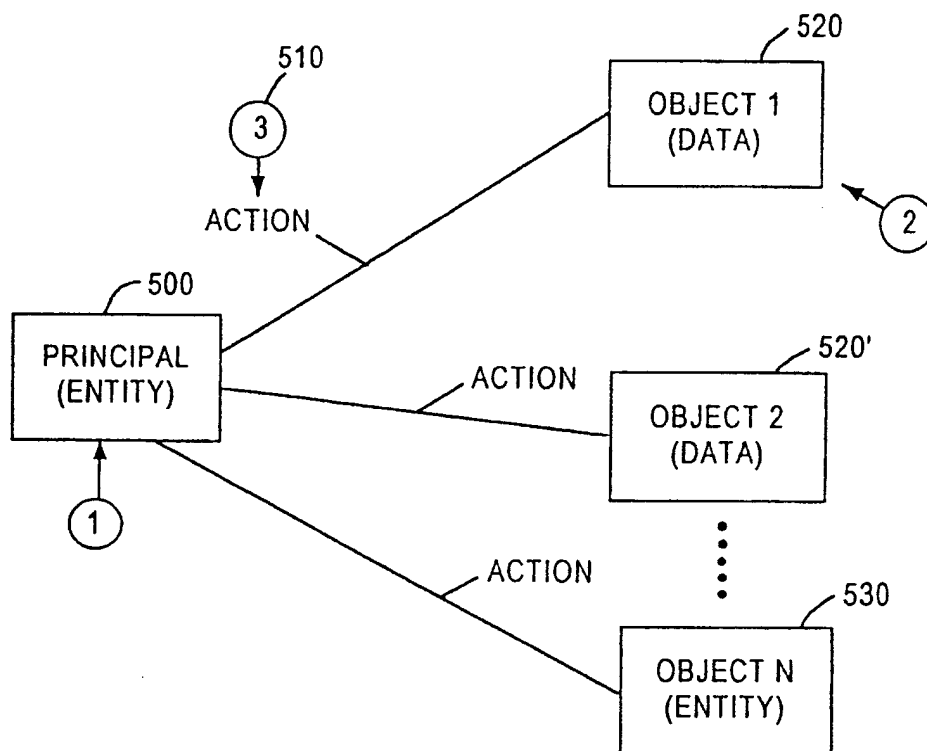 510
520
3
OBJECT 1
(DATA)
ACTION
2
500
PRINCIPAL
(ENTITY)
520'
ACTION
OBJECT 2
(DATA)
1
ACTION
530
OBJECT N
(ENTITY)